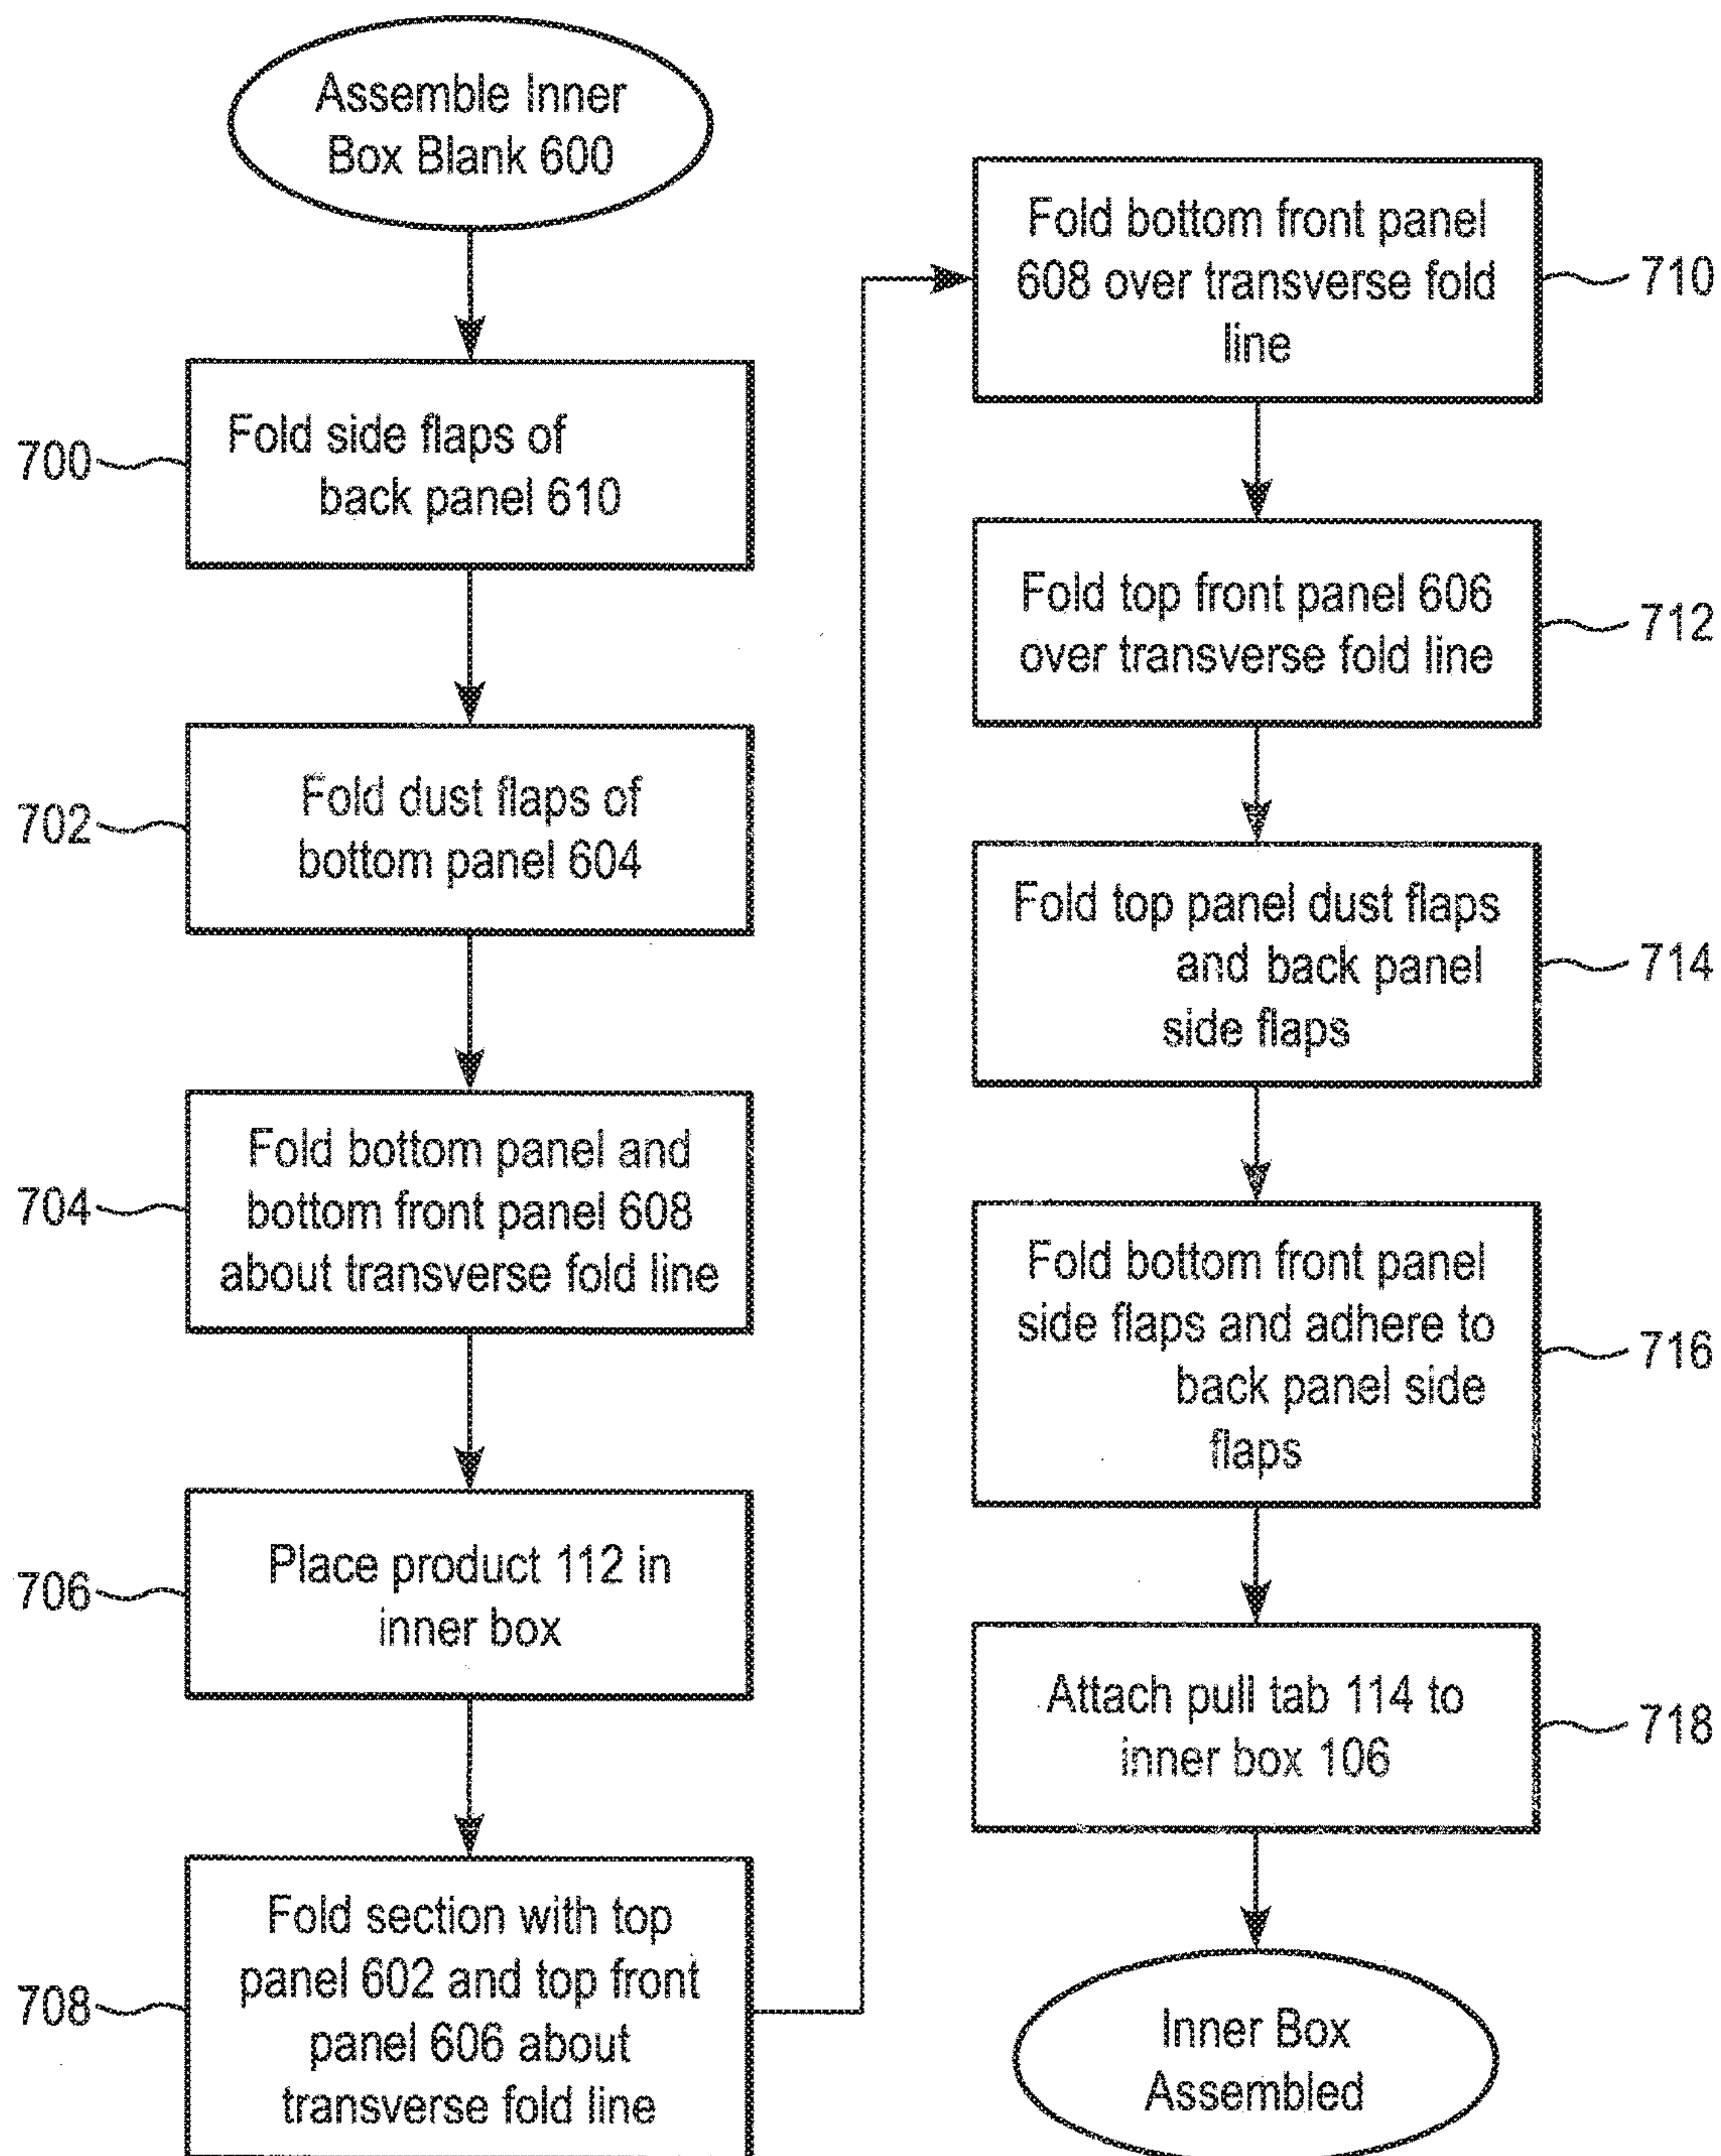 Assemble Inner
Box Blank 600
700
Fold side flaps of
back panel 610
702
Fold dust flaps of
bottom panel 604
704
Fold bottom panel and
bottom front panel 608
about transverse fold line
706
Place product 112 in
inner box
708
Fold section with top
panel 602 and top front
panel 606 about
transverse fold line
Fold bottom front panel
608 over transverse fold
line
710
Fold top front panel 606
over transverse fold line
712
Fold top panel dust flaps
and back panel
side flaps
714
Fold bottom front panel
side flaps and adhere to
back panel side
flaps
716
Attach pull tab 114 to
inner box 106
718
Inner Box
Assembled